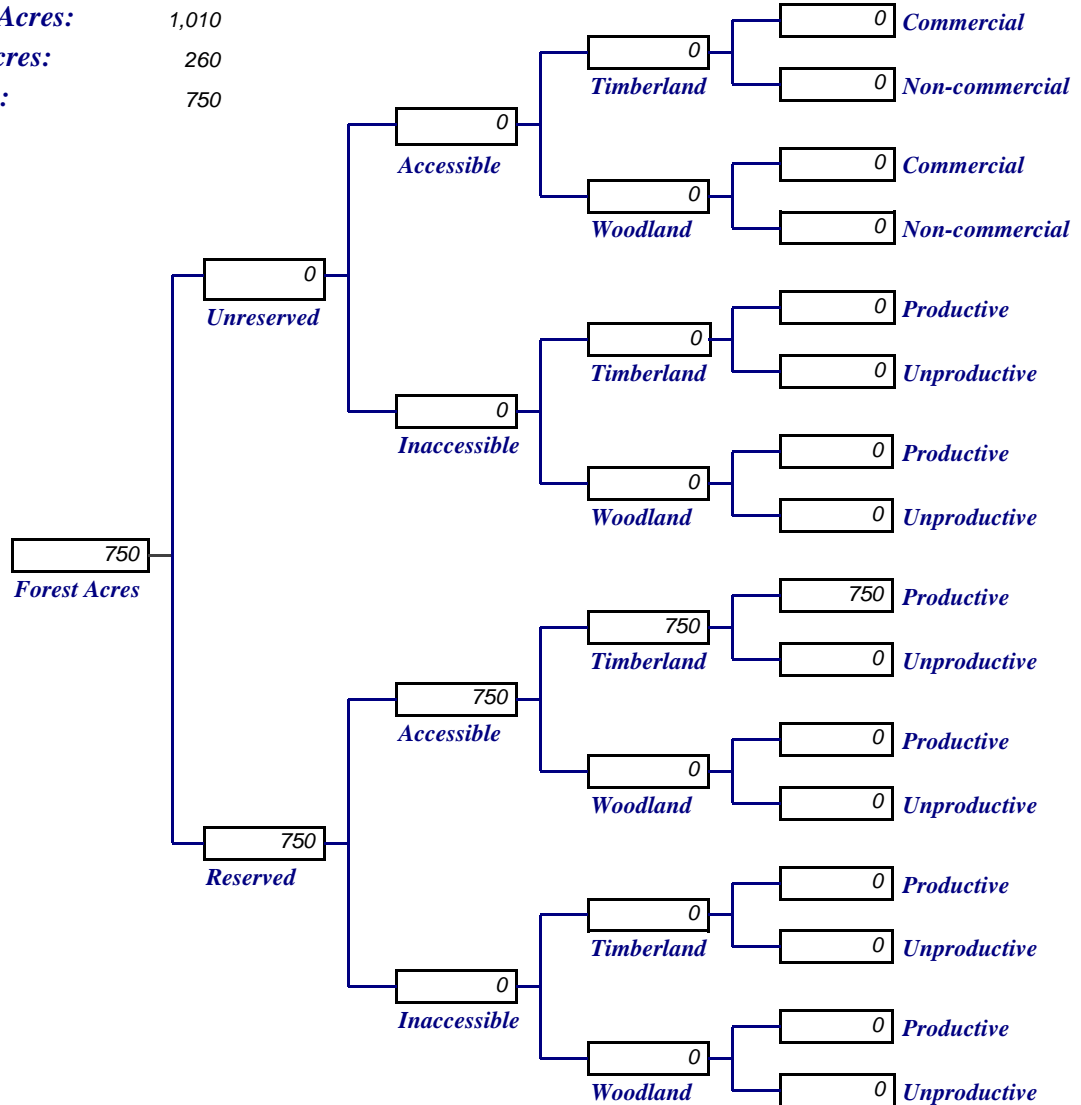 Acres: 1,010
cres: 260
: 750
0 Commercial
0
Timberland
0 Non-commercial
0
Accessible
0 Commercial
0
Woodland
0 Non-commercial
0
Unreserved
0 Productive
0
Timberland
0 Unproductive
0
Inaccessible
0 Productive
0
Woodland
0 Unproductive
750
Forest Acres
750 Productive
750
Timberland
0 Unproductive
750
Accessible
0 Productive
0
Woodland
0 Unproductive
750
Reserved
0 Productive
0
Timberland
0 Unproductive
0
Inaccessible
0 Productive
0
Woodland
0 Unproductive